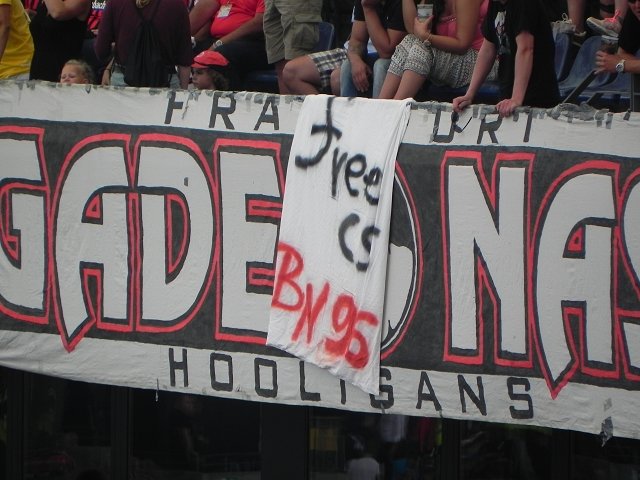 FRA DRI
GADE NAS
HOOLIGANS
Free
CS
BN 95